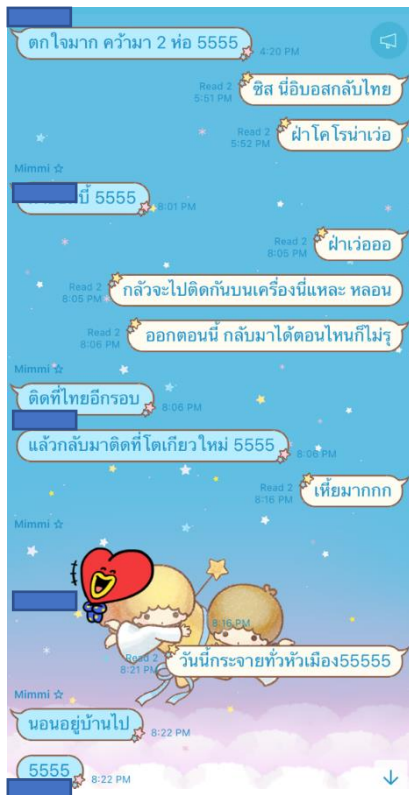 ตกใจมาก คว้ามา 2 ห่อ 5555
4:20 PM
Read 2
5:51 PM
ซิส นี่อิบอสกลับไทย
Read 2
5:52 PM
ฝ่าโคโรน่าเว่อ
Mimmi ☆
บี้ 5555
8:01 PM
Read 2
8:05 PM
ฝ่าเว่อออ
Read 2
8:05 PM
กลัวจะไปติดกันบนเครื่องนี่แหละ หลอน
Read 2
8:06 PM
ออกตอนนี้ กลับมาได้ตอนไหนก็ไม่รุ
Mimmi ☆
ติดที่ไทยอีกรอบ
8:06 PM
แล้วกลับมาติดที่โตเกียวใหม่ 5555
8:06 PM
Read 2
8:16 PM
เหี้ยมากกก
Mimmi ☆
8:16 PM
Read 2
8:21 PM
วันนี้กระจายทั่วหัวเมือง55555
Mimmi ☆
นอนอยู่บ้านไป
8:22 PM
5555
8:22 PM